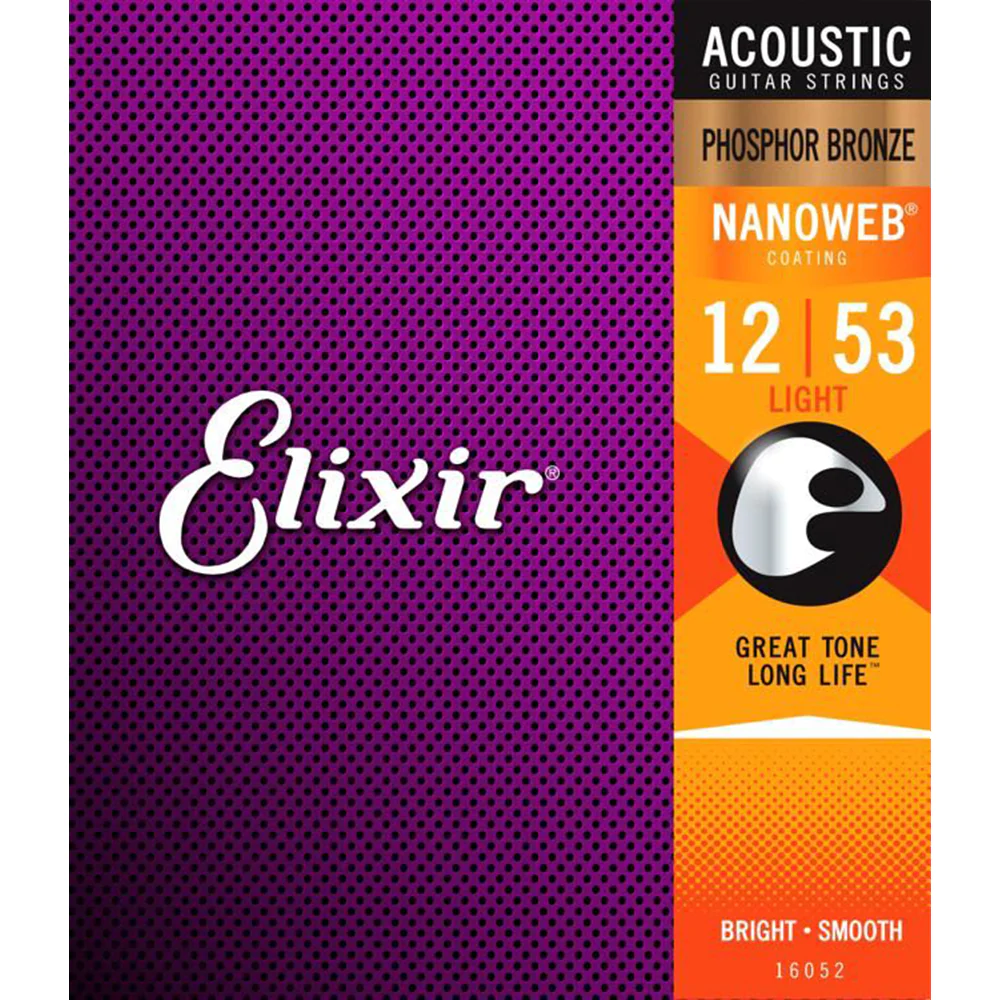 ACOUSTIC
GUITAR STRINGS
PHOSPHOR BRONZE
NANOWEB®
COATING
12 | 53
LIGHT
Elixir®
GREAT TONE
LONG LIFE™
BRIGHT • SMOOTH
16052